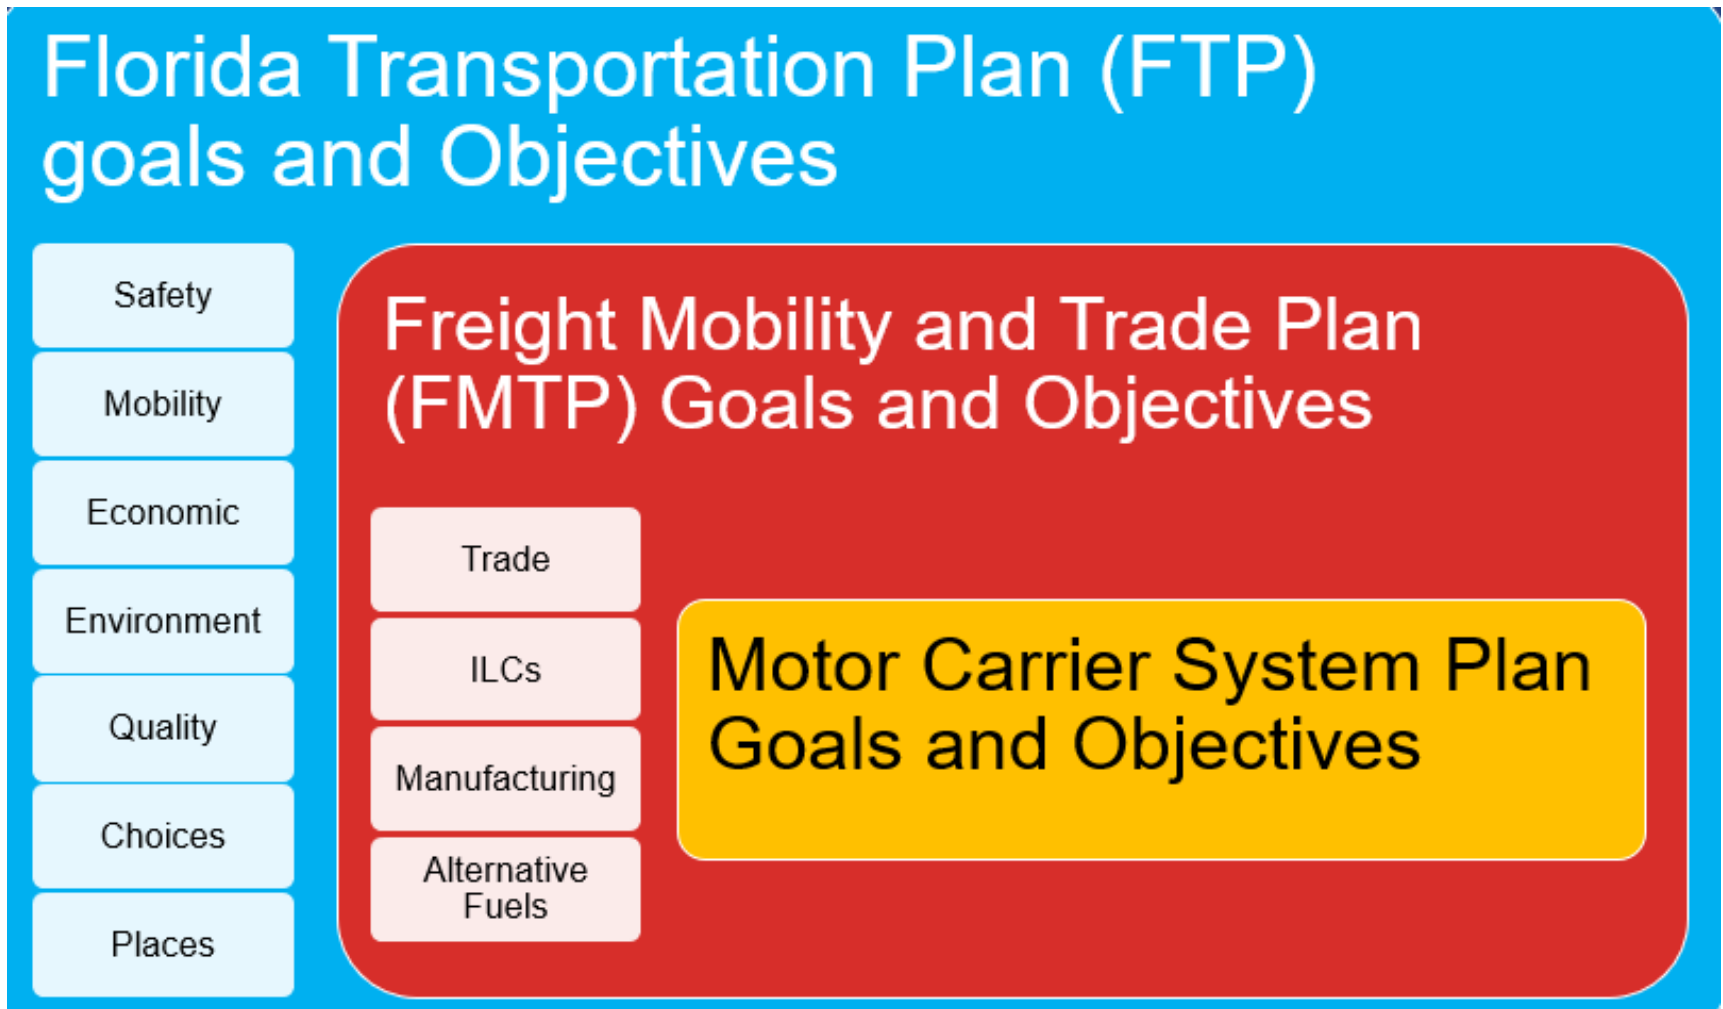 Florida Transportation Plan (FTP)
goals and Objectives
Safety
Mobility
Economic
Environment
Quality
Choices
Places
Freight Mobility and Trade Plan
(FMTP) Goals and Objectives
Trade
ILCs
Manufacturing
Alternative
Fuels
Motor Carrier System Plan
Goals and Objectives